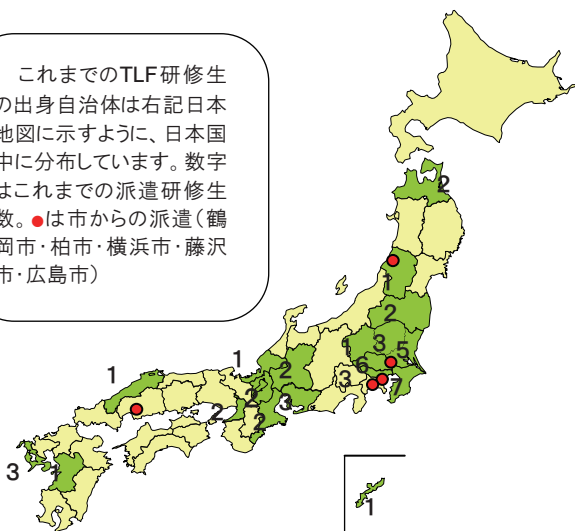 これまでのTLF研修生
の出身自治体は右記日本
地図に示すように、日本国
中に分布しています。数字
はこれまでの派遣研修生
数。●は市からの派遣（鶴
岡市・柏市・横浜市・藤沢
市・広島市）
2
1
2
1
3
5
6
3
7
1
2
2
3
2
2
1
3
1
1